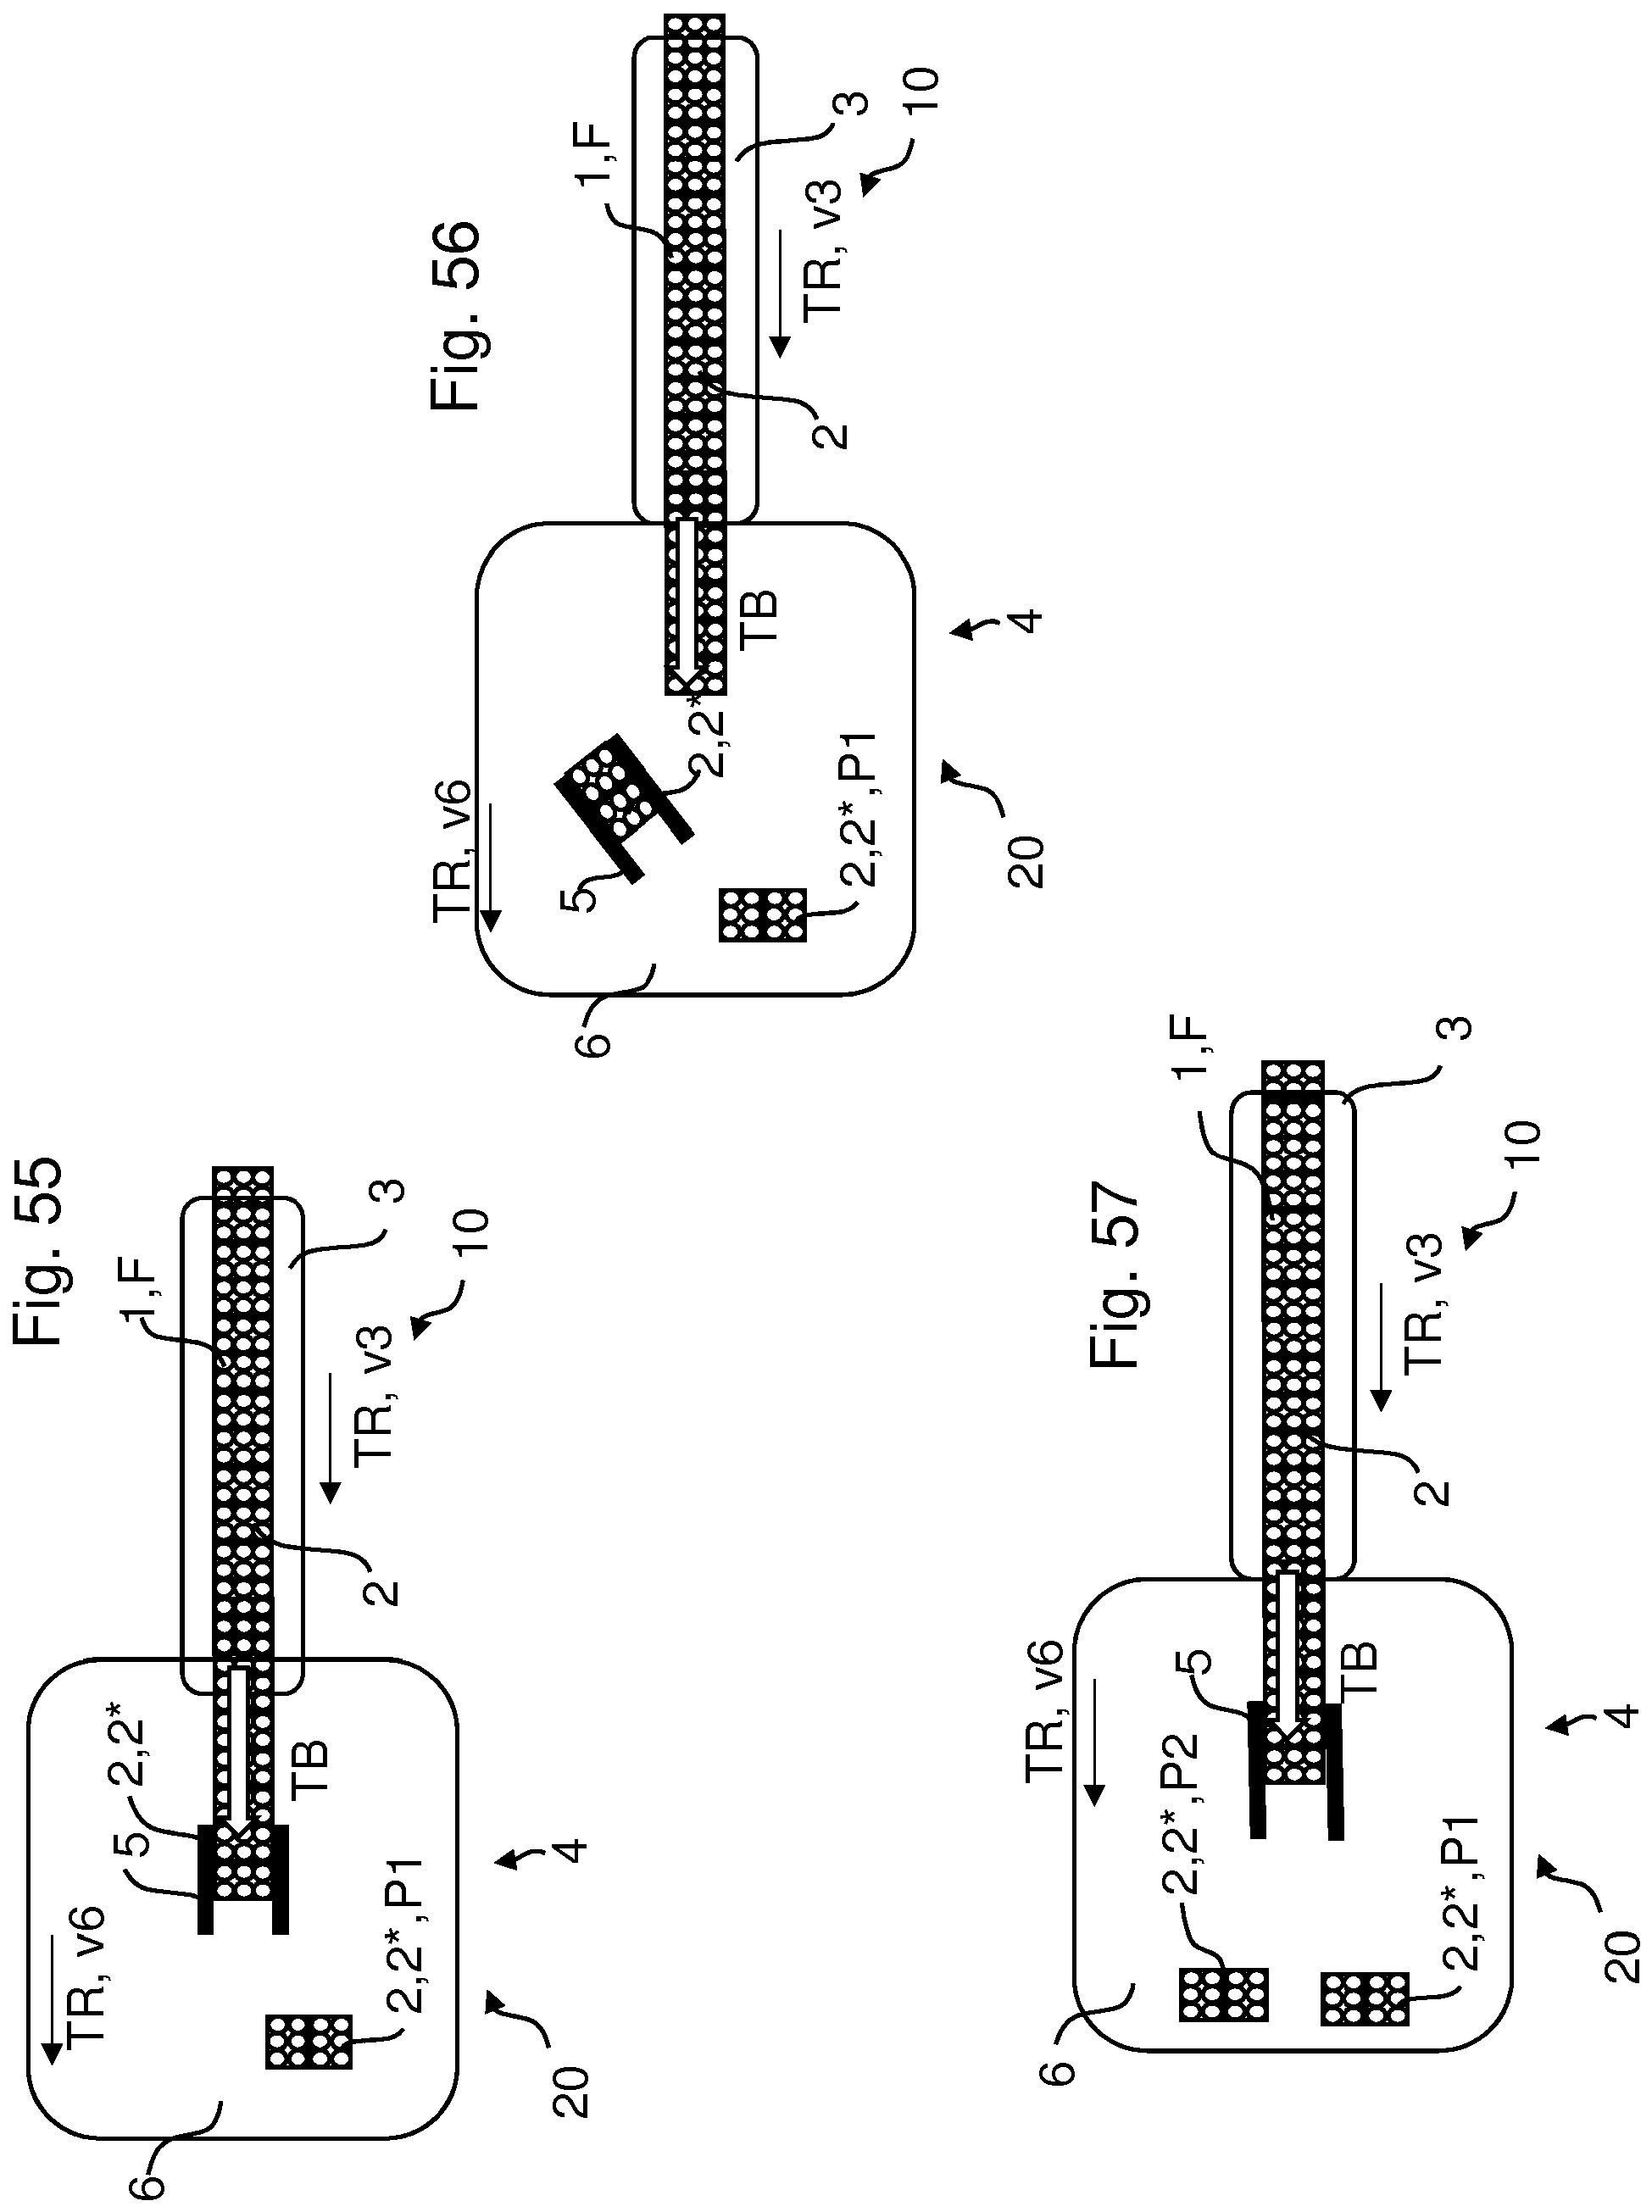 Fig. 55
1,F
3
10
TR, v3
2
2,2*
5
TB
TR, v6
4
2,2*,P1
20
6
Fig. 56
1,F
3
10
TR, v3
2
TB
4
2,2*
TR, v6
2,2*,P1
5
20
6
Fig. 57
1,F
3
10
TR, v3
2
5
TB
TR, v6
4
2,2*,P2
2,2*,P1
20
6